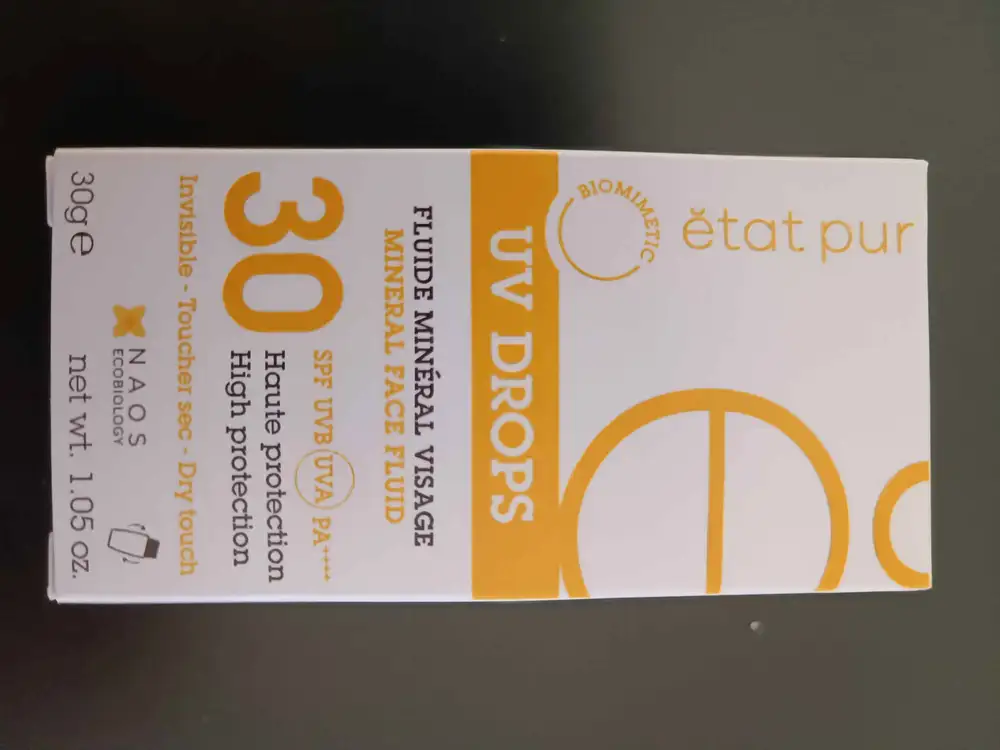 ĕtat pur
BIOMIMETIC
UV DROPS
FLUIDE MINÉRAL VISAGE
MINERAL FACE FLUID
30
SPF UVB UVA PA++++
Haute protection
High protection
Invisible - Toucher sec - Dry touch
NAOS
ECOBIOLOGY
30g e
net wt. 1.05 oz.